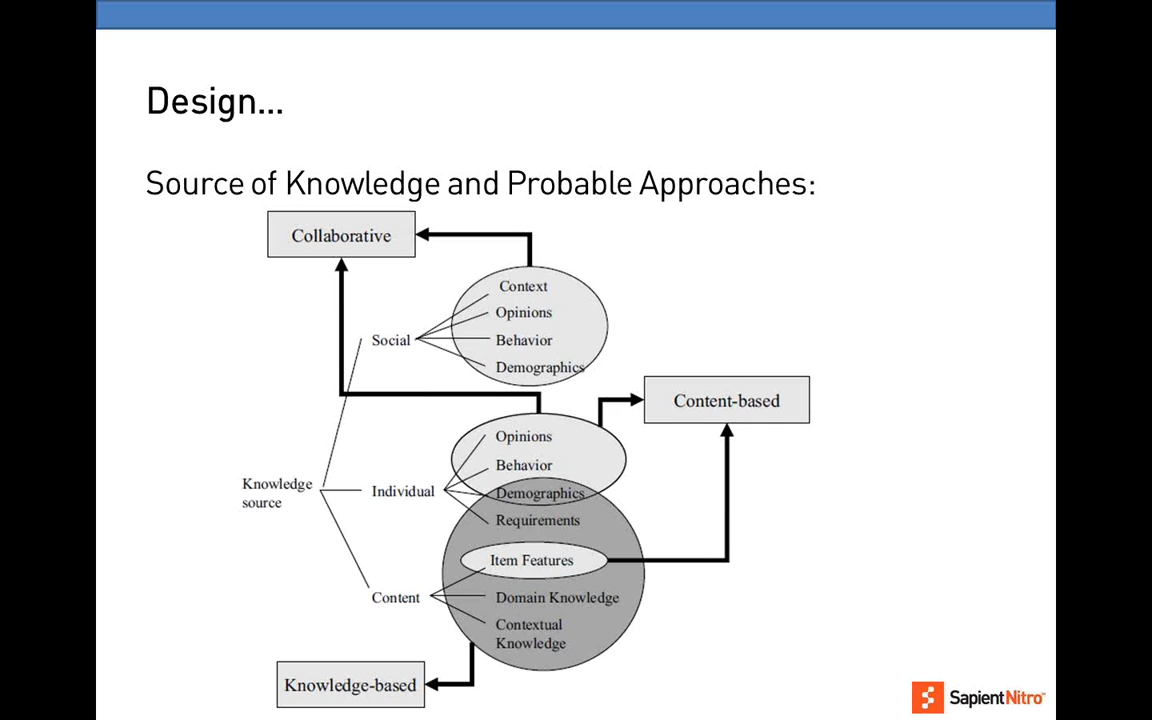 Design...
Source of Knowledge and Probable Approaches:
Collaborative
Context
Opinions
Social
Behavior
Demographics
Content-based
Opinions
Behavior
Knowledge
source
Individual
Demographics
Requirements
Item Features
Content
Domain Knowledge
Contextual
Knowledge
Knowledge-based
SapientNitro™